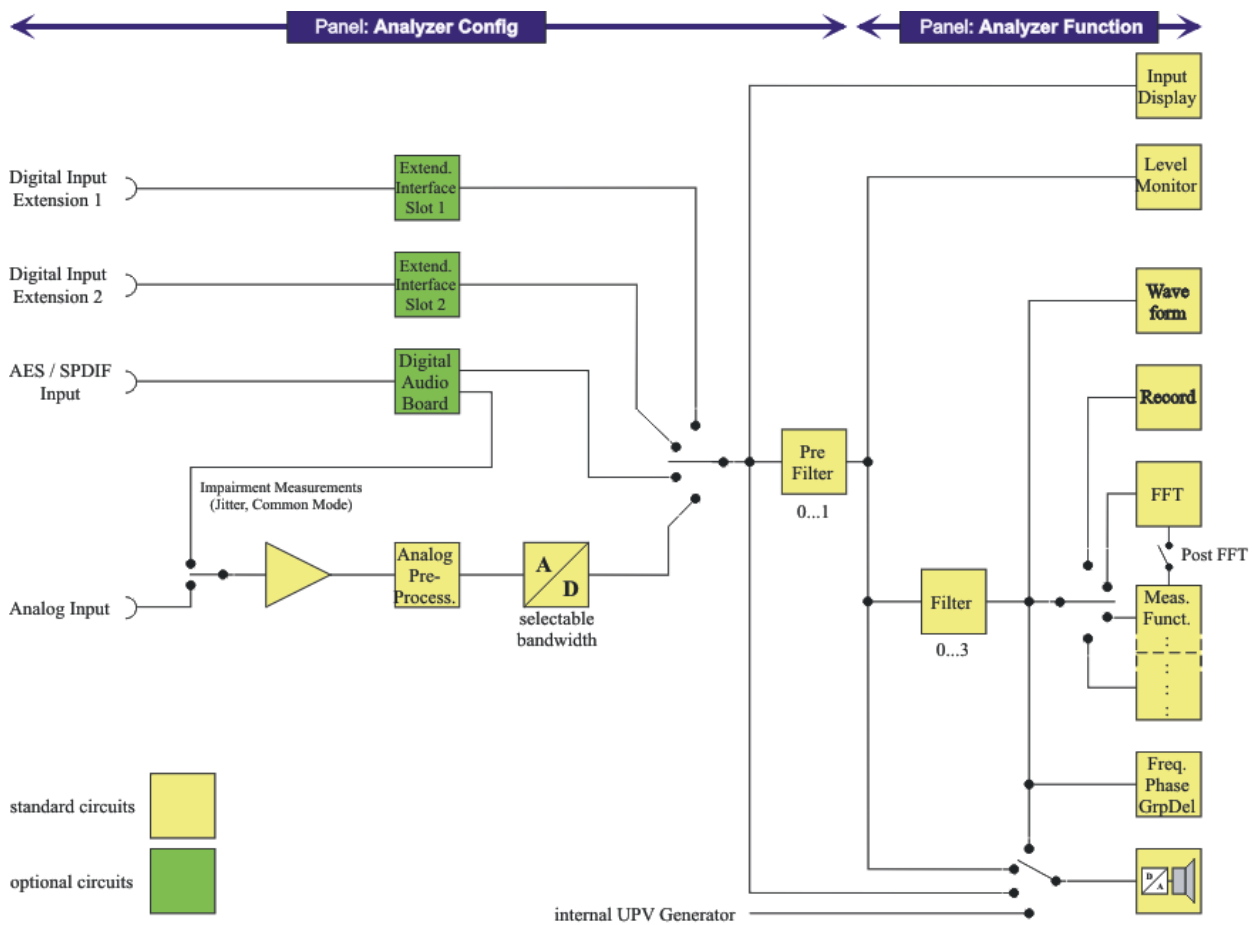 Panel: Analyzer Config
Panel: Analyzer Function
Input
Display
Level
Monitor
Digital Input
Extension 1
Extend.
Interface
Slot 1
Digital Input
Extension 2
Extend.
Interface
Slot 2
Wave
form
AES / SPDIF
Input
Digital
Audio
Board
Record
Pre
Filter
0...1
FFT
Post FFT
Impairment Measurements
(Jitter, Common Mode)
Analog Input
Analog
Pre-
Process.
A
D
selectable
bandwidth
Filter
0...3
Meas.
Funct.
:
:
:
Freq.
Phase
GrpDel
standard circuits
optional circuits
D
A
internal UPV Generator